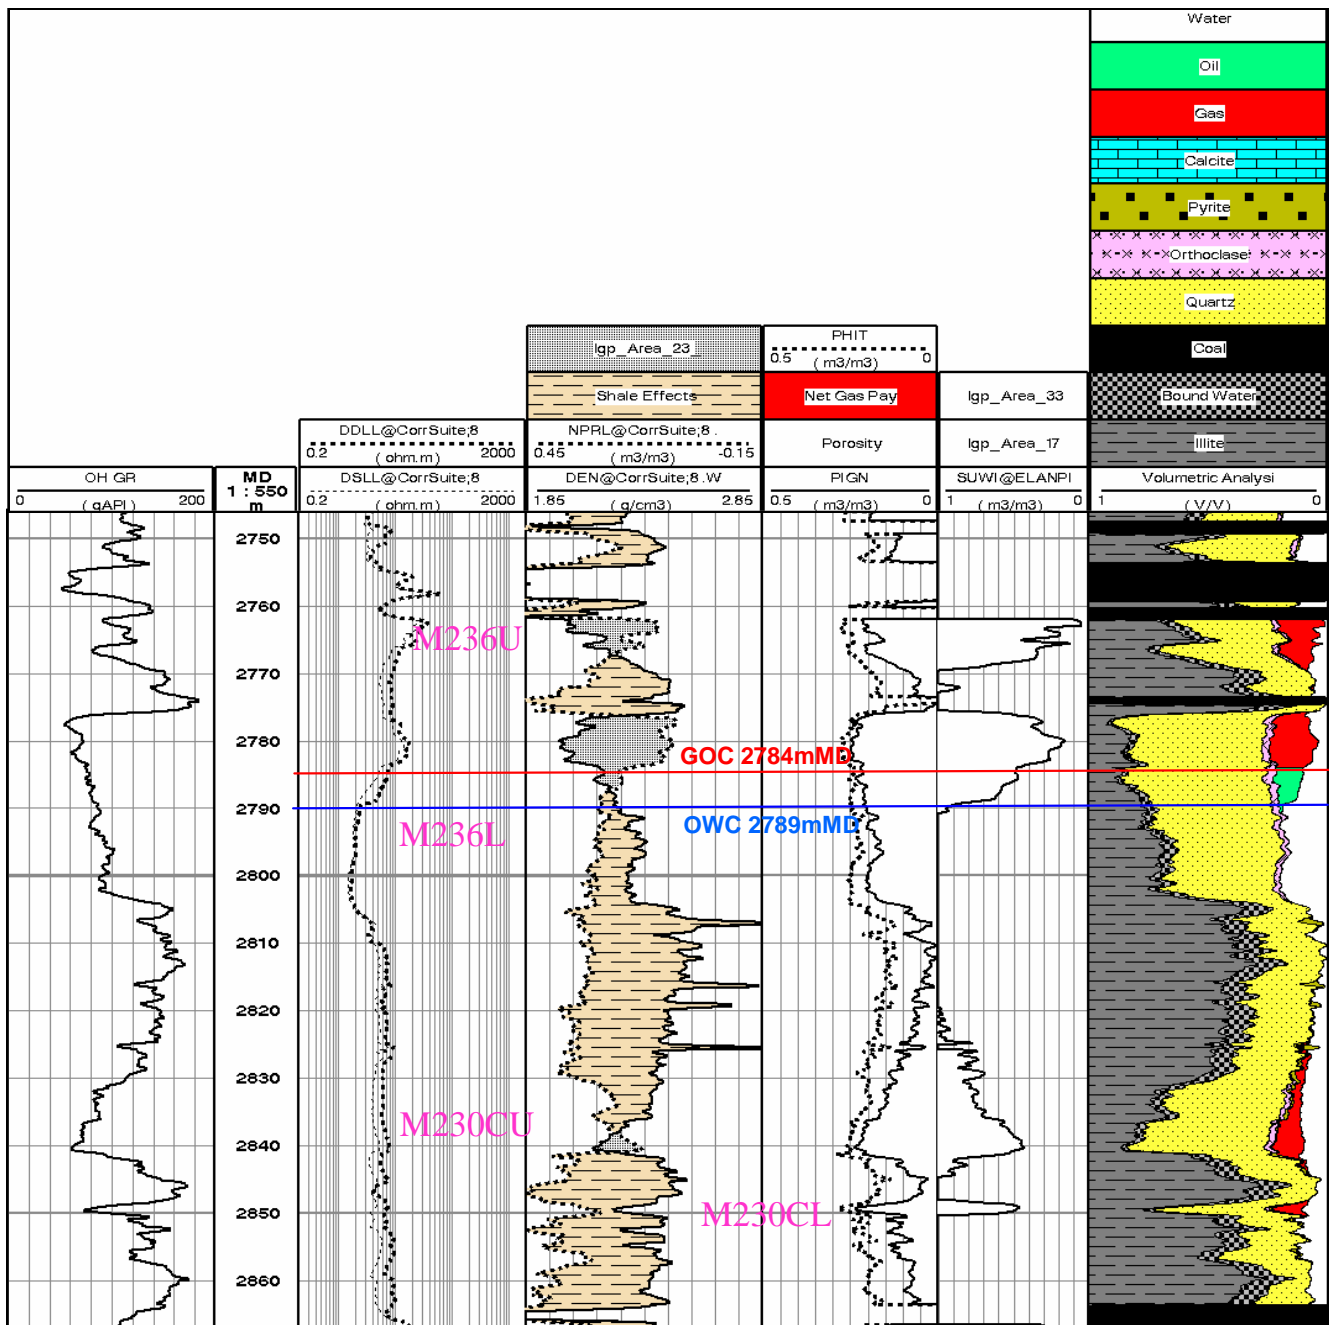 Water
Oil
Gas
Calcite
Pyrite
Orthoclase
Quartz
Coal
Bound Water
Illite
Volumetric Analysi
1 (V/V) 0
lgp_Area_23_
Shale Effects
NPRL@CorrSuite;8 .
0.45 (m3/m3) -0.15
DEN@CorrSuite;8 .W
1.85 (g/cm3) 2.85
PHIT
0.5 (m3/m3) 0
Net Gas Pay
Porosity
PIGN
0.5 (m3/m3) 0
lgp_Area_33
lgp_Area_17
SUWI@ELANPI
1 (m3/m3) 0
DDLL@CorrSuite;8
0.2 (ohm.m) 2000
DSLL@CorrSuite;8
0.2 (ohm.m) 2000
OH GR
0 (gAPI) 200
MD
1 : 550
m
2750
2760
M236U
2770
2780
GOC 2784mMD
2790
OWC 2789mMD
M236L
2800
2810
2820
2830
M230CU
2840
2850
M230CL
2860